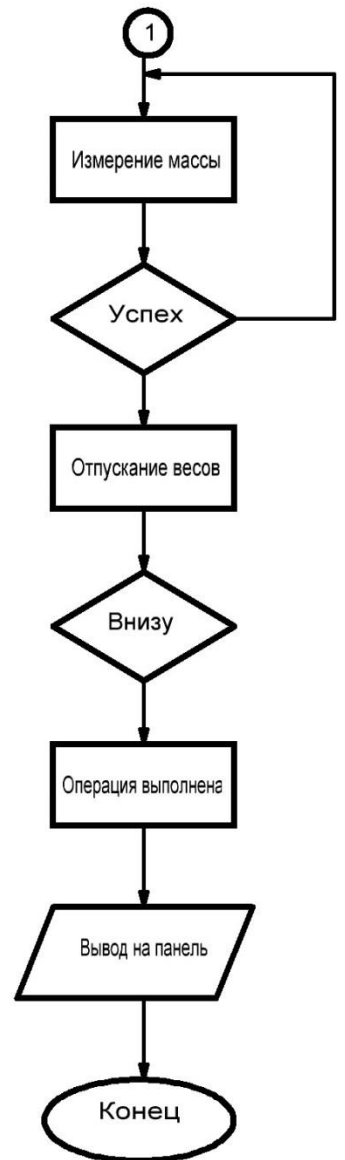 1
Измерение массы
Успех
Отпускание весов
Внизу
Операция выполнена
Вывод на панель
Конец